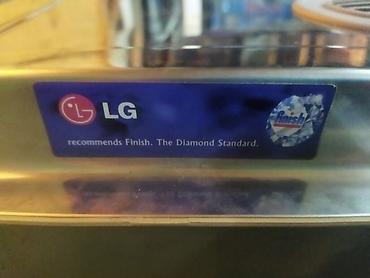 LG
recommends Finish. The Diamond Standard.
finish